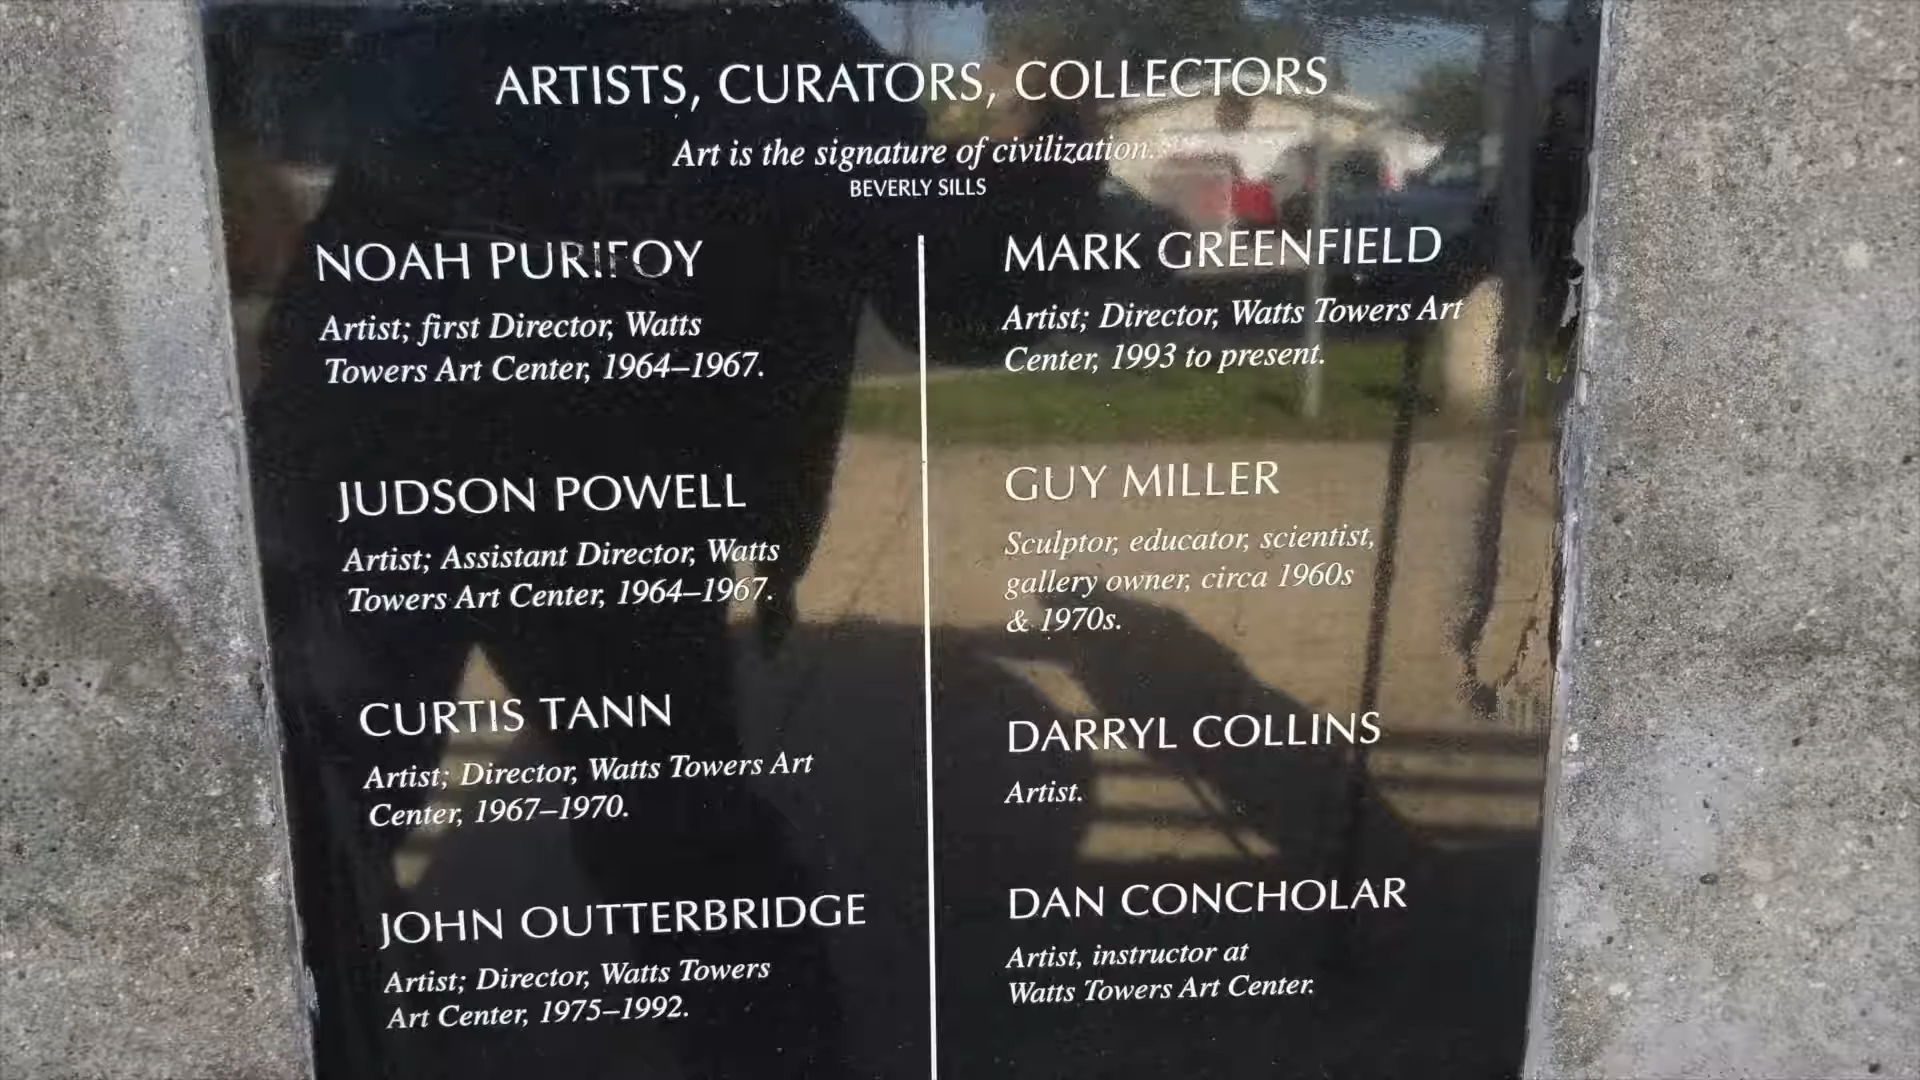 ARTISTS, CURATORS, COLLECTORS
Art is the signature of civilization.
BEVERLY SILLS
NOAH PURIFOY
Artist; first Director, Watts
Towers Art Center, 1964–1967.
JUDSON POWELL
Artist; Assistant Director, Watts
Towers Art Center, 1964–1967.
CURTIS TANN
Artist; Director, Watts Towers Art
Center, 1967–1970.
JOHN OUTTERBRIDGE
Artist; Director, Watts Towers
Art Center, 1975–1992.
MARK GREENFIELD
Artist; Director, Watts Towers Art
Center, 1993 to present.
GUY MILLER
Sculptor, educator, scientist,
gallery owner, circa 1960s
& 1970s.
DARRYL COLLINS
Artist.
DAN CONCHOLAR
Artist, instructor at
Watts Towers Art Center.